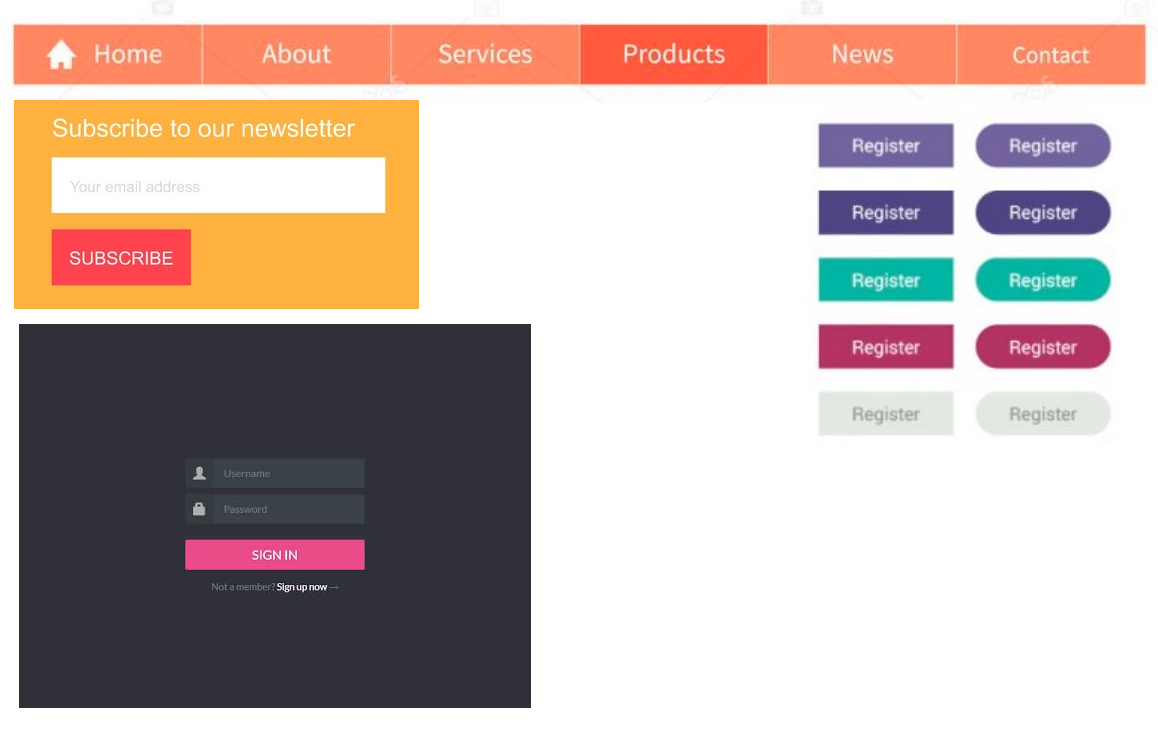 Home About Services Products News Contact
Subscribe to our newsletter
Your email address
SUBSCRIBE
Register Register
Register Register
Register Register
Register Register
Register Register
Username
Password
SIGN IN
Not a member? Sign up now →